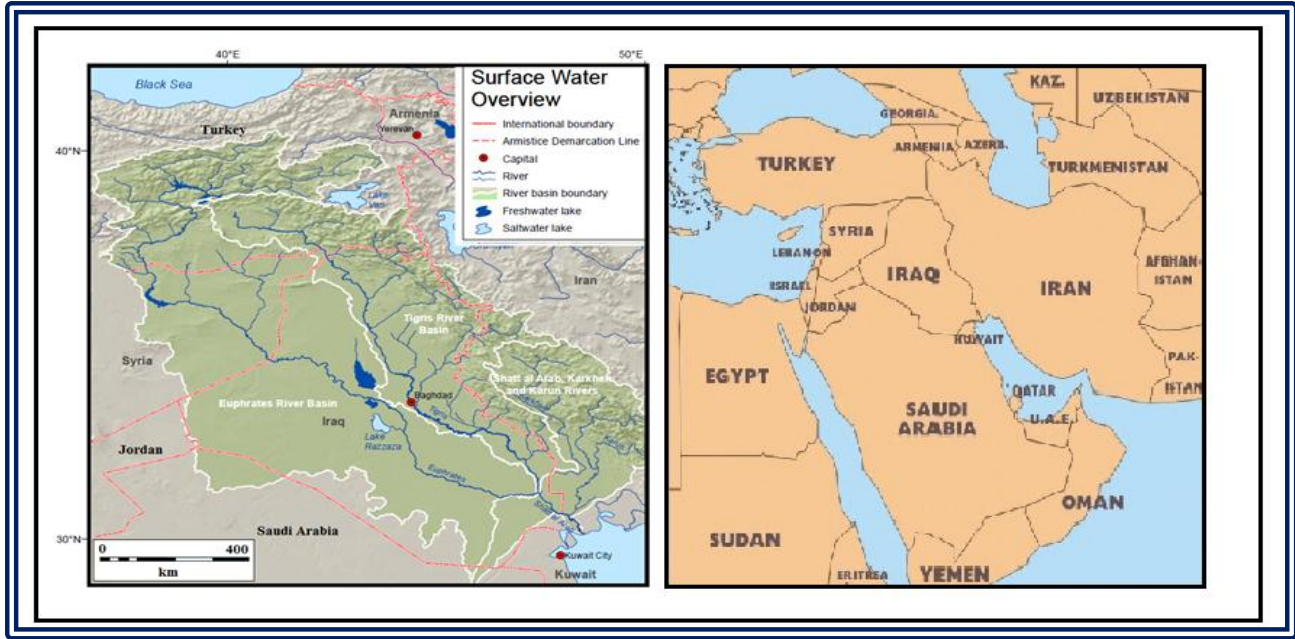 40°E
50°E
Black Sea
Surface Water
Overview
International boundary
Armistice Demarcation Line
Capital
River
River basin boundary
Freshwater lake
Saltwater lake
Armenia
Yerevan
Turkey
40°N
Lake
Van
Iran
Tigris River
Basin
Syria
Shatt al Arab, Karkheh
and Karun Rivers
Baghdad
Euphrates River Basin
Tigris
Iraq
Lake
Razzaza
Jordan
Euphrates
Saudi Arabia
30°N
0 400
km
Kuwait City
Kuwait
KAZ.
UZBEKISTAN
GEORGIA
ARMENIA
AZERB.
TURKEY
TURKMENISTAN
SYRIA
LEBANON
IRAQ
AFGHAN-
ISTAN
ISRAEL
IRAN
JORDAN
KUWAIT
PAK-
ISTAN
EGYPT
QATAR
SAUDI
ARABIA
U.A.E.
OMAN
SUDAN
ERITREA
YEMEN